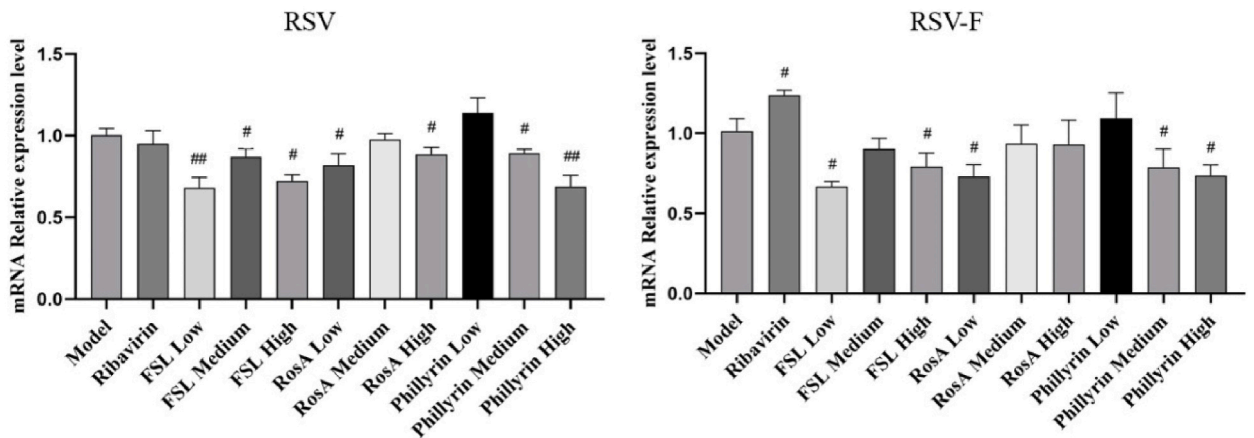 RSV
mRNA Relative expression level
1.5
1.0
0.5
0.0
##
#
#
#
#
#
##
Model
Ribavirin
FSL Low
FSL Medium
FSL High
RosA Low
RosA Medium
RosA High
Phillyrin Low
Phillyrin Medium
Phillyrin High
RSV-F
mRNA Relative expression level
1.5
1.0
0.5
0.0
#
#
#
#
#
#
Model
Ribavirin
FSL Low
FSL Medium
FSL High
RosA Low
RosA Medium
RosA High
Phillyrin Low
Phillyrin Medium
Phillyrin High